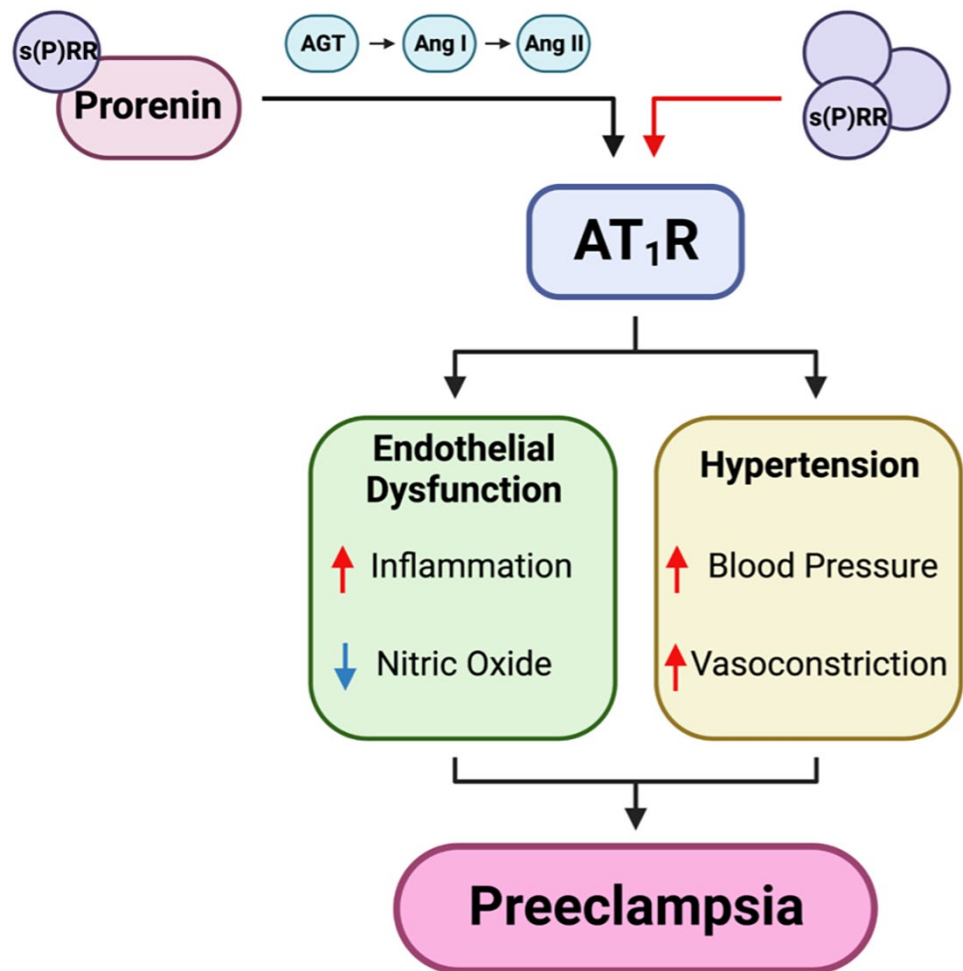 s(P)RR
Prorenin
AGT
Ang I
Ang II
s(P)RR
AT₁R
Endothelial
Dysfunction
Inflammation
Nitric Oxide
Hypertension
Blood Pressure
Vasoconstriction
Preeclampsia